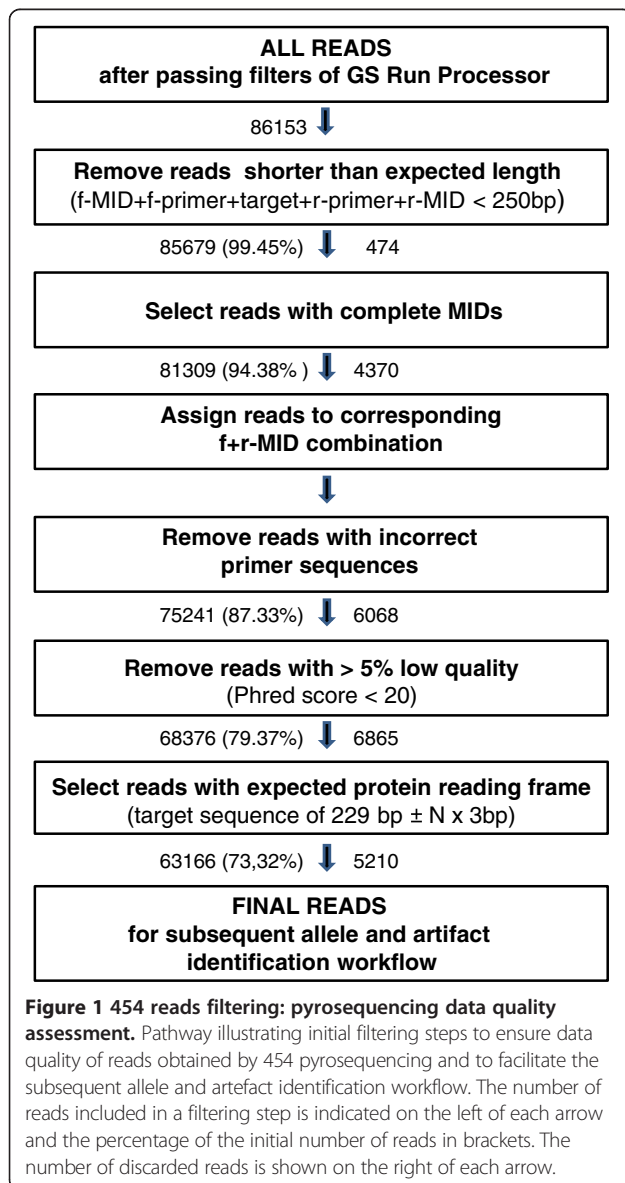 ALL READS
after passing filters of GS Run Processor
86153
Remove reads shorter than expected length
(f-MID+f-primer+target+r-primer+r-MID < 250bp)
85679 (99.45%) 474
Select reads with complete MIDs
81309 (94.38% ) 4370
Assign reads to corresponding
f+r-MID combination
Remove reads with incorrect
primer sequences
75241 (87.33%) 6068
Remove reads with > 5% low quality
(Phred score < 20)
68376 (79.37%) 6865
Select reads with expected protein reading frame
(target sequence of 229 bp ± N x 3bp)
63166 (73,32%) 5210
FINAL READS
for subsequent allele and artifact
identification workflow
Figure 1 454 reads filtering: pyrosequencing data quality
assessment. Pathway illustrating initial filtering steps to ensure data
quality of reads obtained by 454 pyrosequencing and to facilitate the
subsequent allele and artefact identification workflow. The number of
reads included in a filtering step is indicated on the left of each arrow
and the percentage of the initial number of reads in brackets. The
number of discarded reads is shown on the right of each arrow.